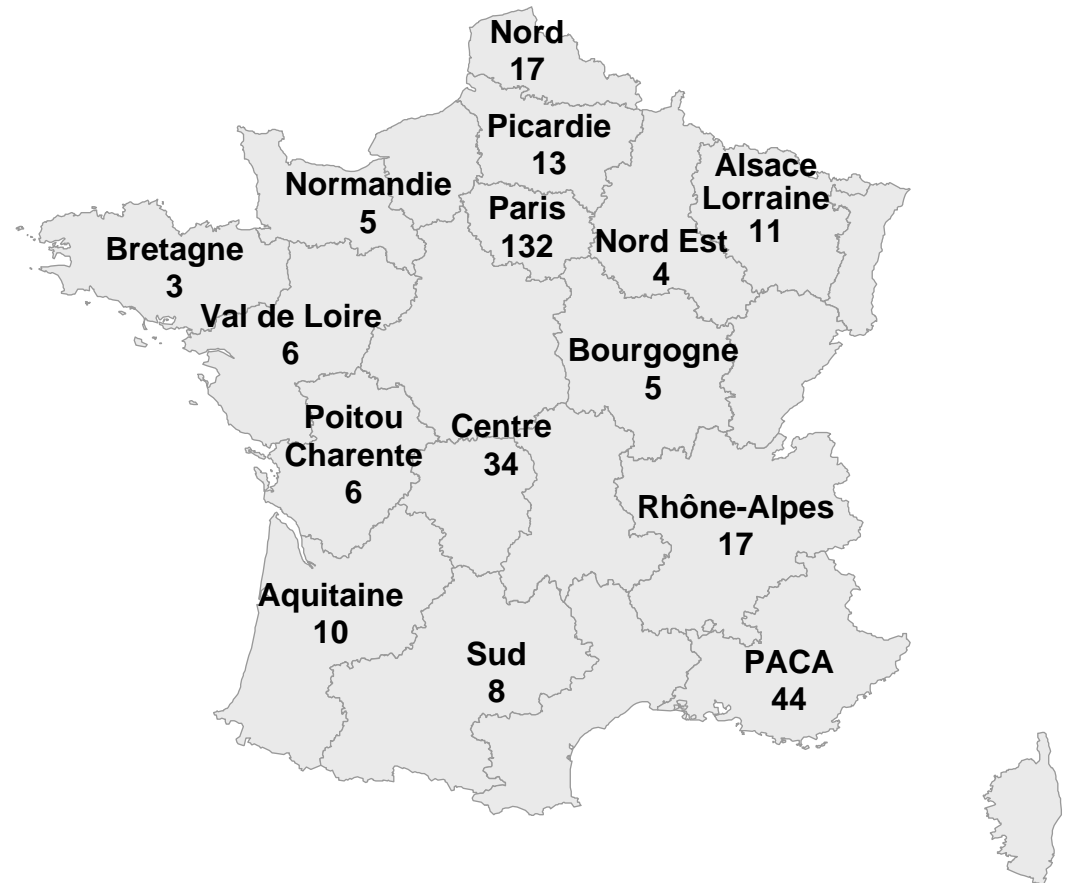 Nord
17
Picardie
13
Alsace
Lorraine
11
Normandie
5
Paris
132
Nord Est
4
Bretagne
3
Val de Loire
6
Bourgogne
5
Poitou
Charente
6
Centre
34
Rhône-Alpes
17
Aquitaine
10
Sud
8
PACA
44